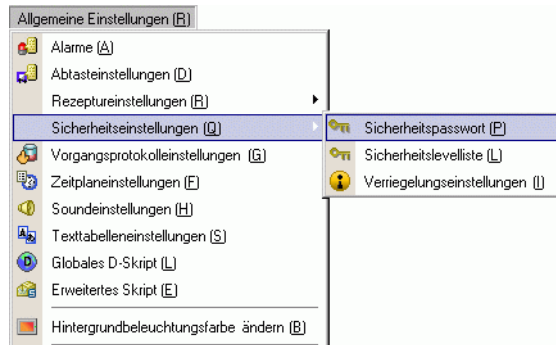 Allgemeine Einstellungen (R)
Alarme (A)
Abtasteinstellungen (D)
Rezeptureinstellungen (R)
Sicherheitseinstellungen (Q)
Sicherheitspasswort (P)
Sicherheitslevelliste (L)
Verriegelungseinstellungen (I)
Vorgangsprotokolleinstellungen (G)
Zeitplaneinstellungen (F)
Soundeinstellungen (H)
Texttabelleneinstellungen (S)
Globales D-Skript (L)
Erweitertes Skript (E)
Hintergrundbeleuchtungsfarbe ändern (B)